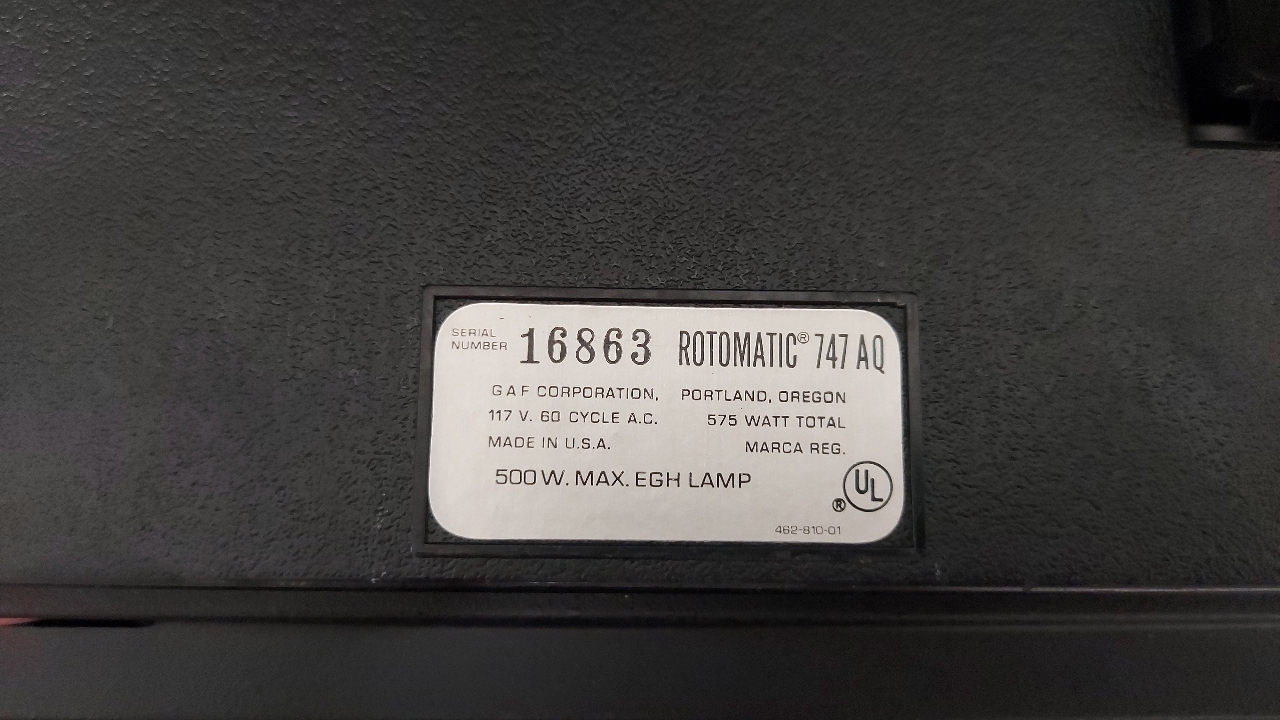 SERIAL NUMBER 16863 ROTOMATIC® 747 AQ
GAF CORPORATION, PORTLAND, OREGON
117 V. 60 CYCLE A.C. 575 WATT TOTAL
MADE IN U.S.A. MARCA REG.
500 W. MAX. EGH LAMP
® UL
462-810-01